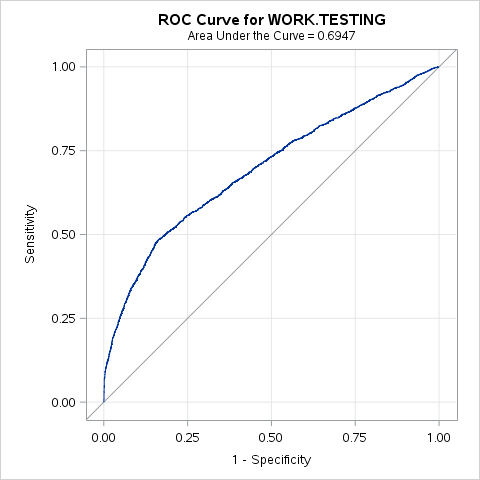 ROC Curve for WORK.TESTING
Area Under the Curve = 0.6947
1.00
0.75
0.50
0.25
0.00
Sensitivity
0.00 0.25 0.50 0.75 1.00
1 - Specificity